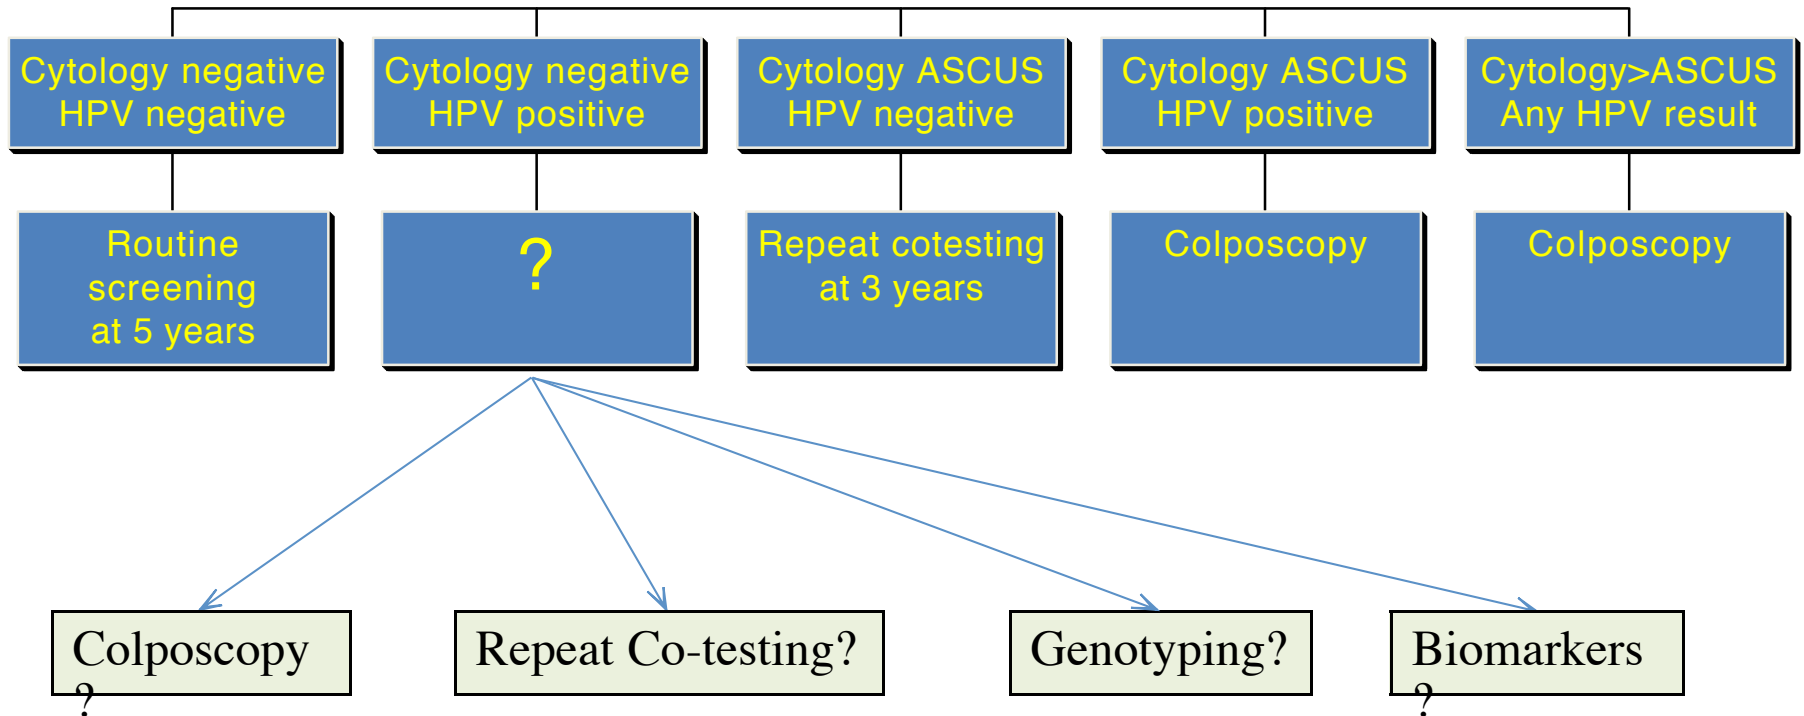 Cytology negative
HPV negative
Cytology negative
HPV positive
Cytology ASCUS
HPV negative
Cytology ASCUS
HPV positive
Cytology>ASCUS
Any HPV result
Routine
screening
at 5 years
?
Repeat cotesting
at 3 years
Colposcopy
Colposcopy
Colposcopy
?
Repeat Co-testing?
Genotyping?
Biomarkers
?